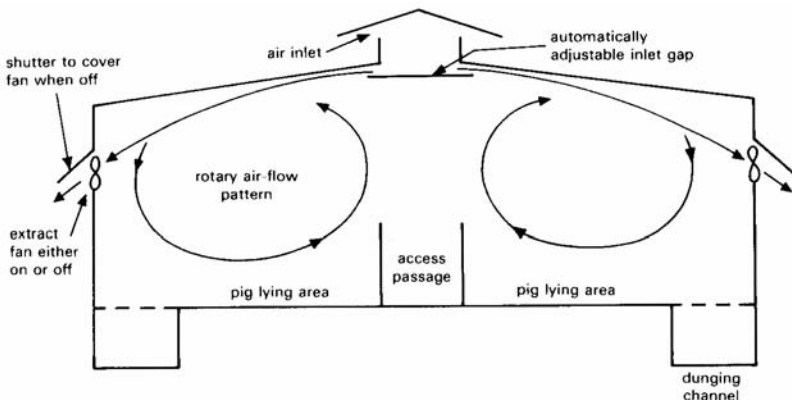 air inlet
automatically
adjustable inlet gap
shutter to cover
fan when off
rotary air-flow
pattern
extract
fan either
on or off
access
passage
pig lying area
pig lying area
dunging
channel